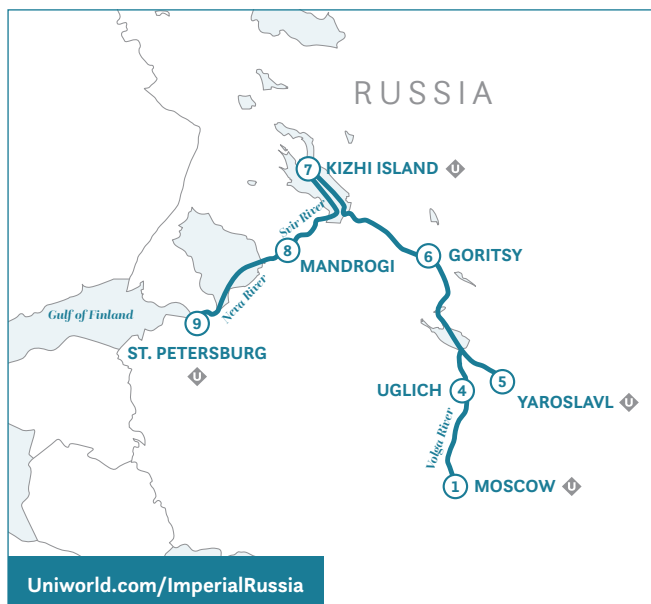 RUSSIA
7 KIZHI ISLAND U
Svir River
8
MANDROGI
6 GORITSY
Neva River
Gulf of Finland
9
ST. PETERSBURG
U
UGLICH 4
5
YAROSLAVL U
Volga River
1 MOSCOW U
Uniworld.com/ImperialRussia